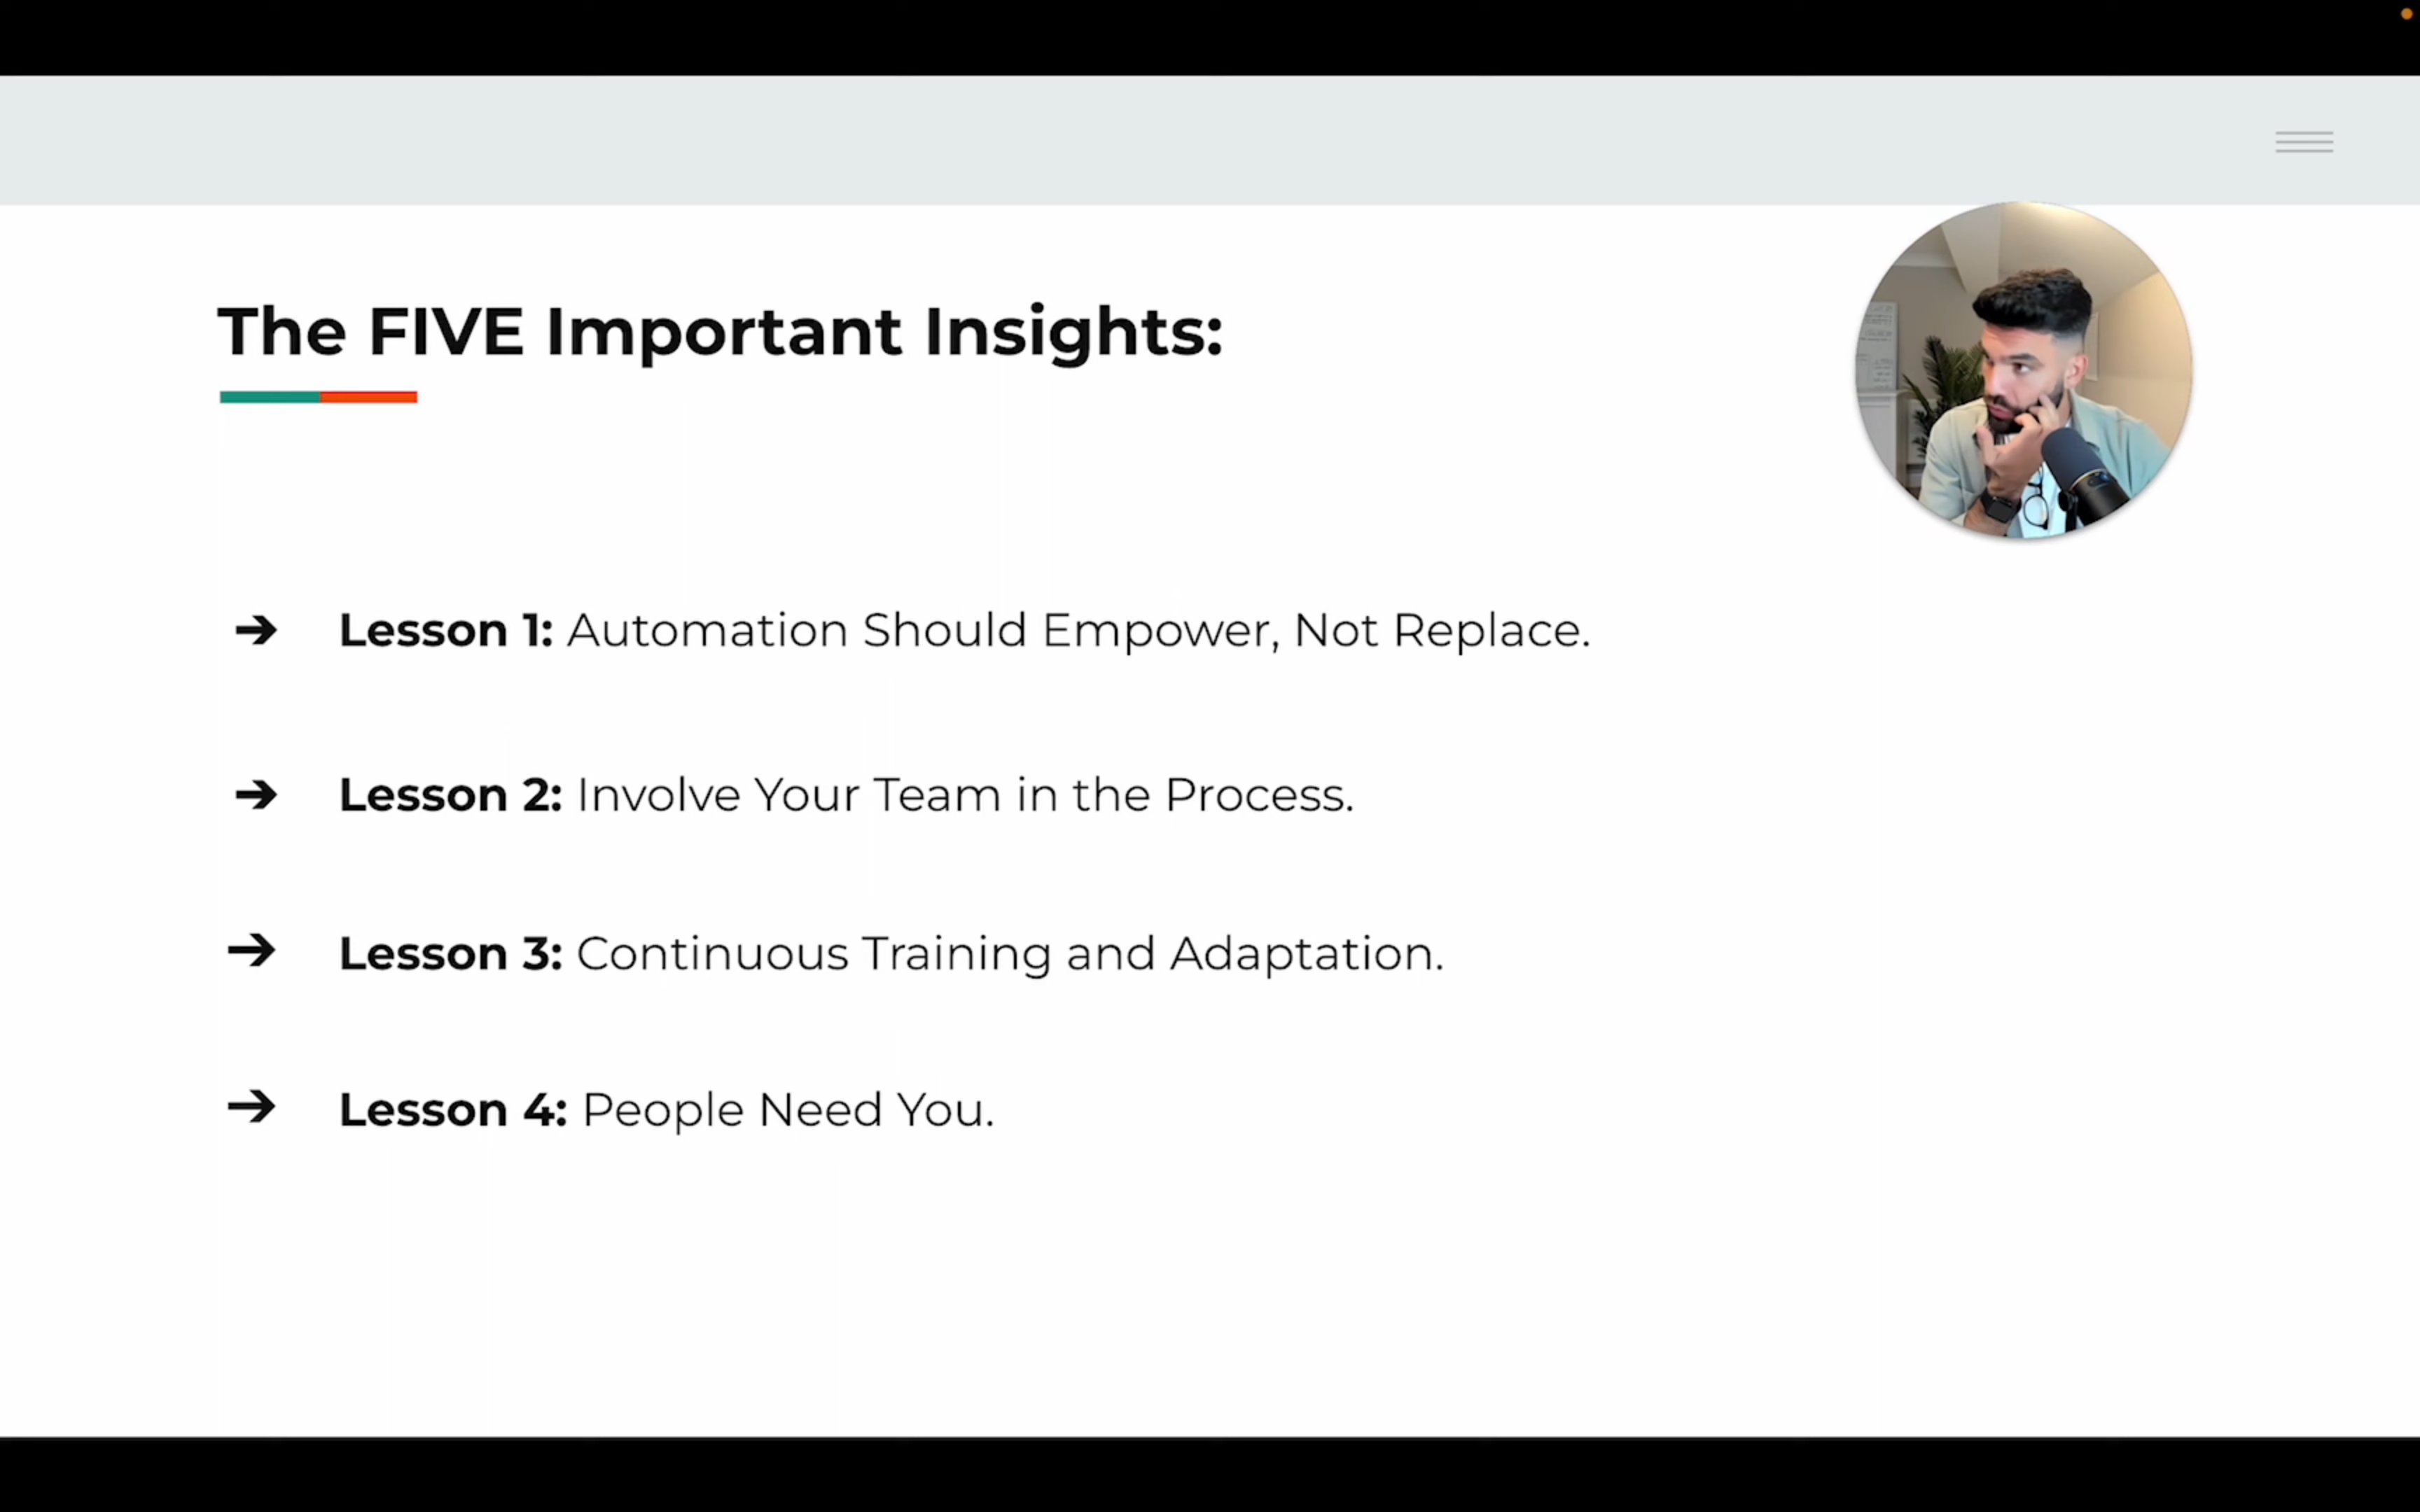 The FIVE Important Insights:
➔ Lesson 1: Automation Should Empower, Not Replace.
➔ Lesson 2: Involve Your Team in the Process.
➔ Lesson 3: Continuous Training and Adaptation.
➔ Lesson 4: People Need You.